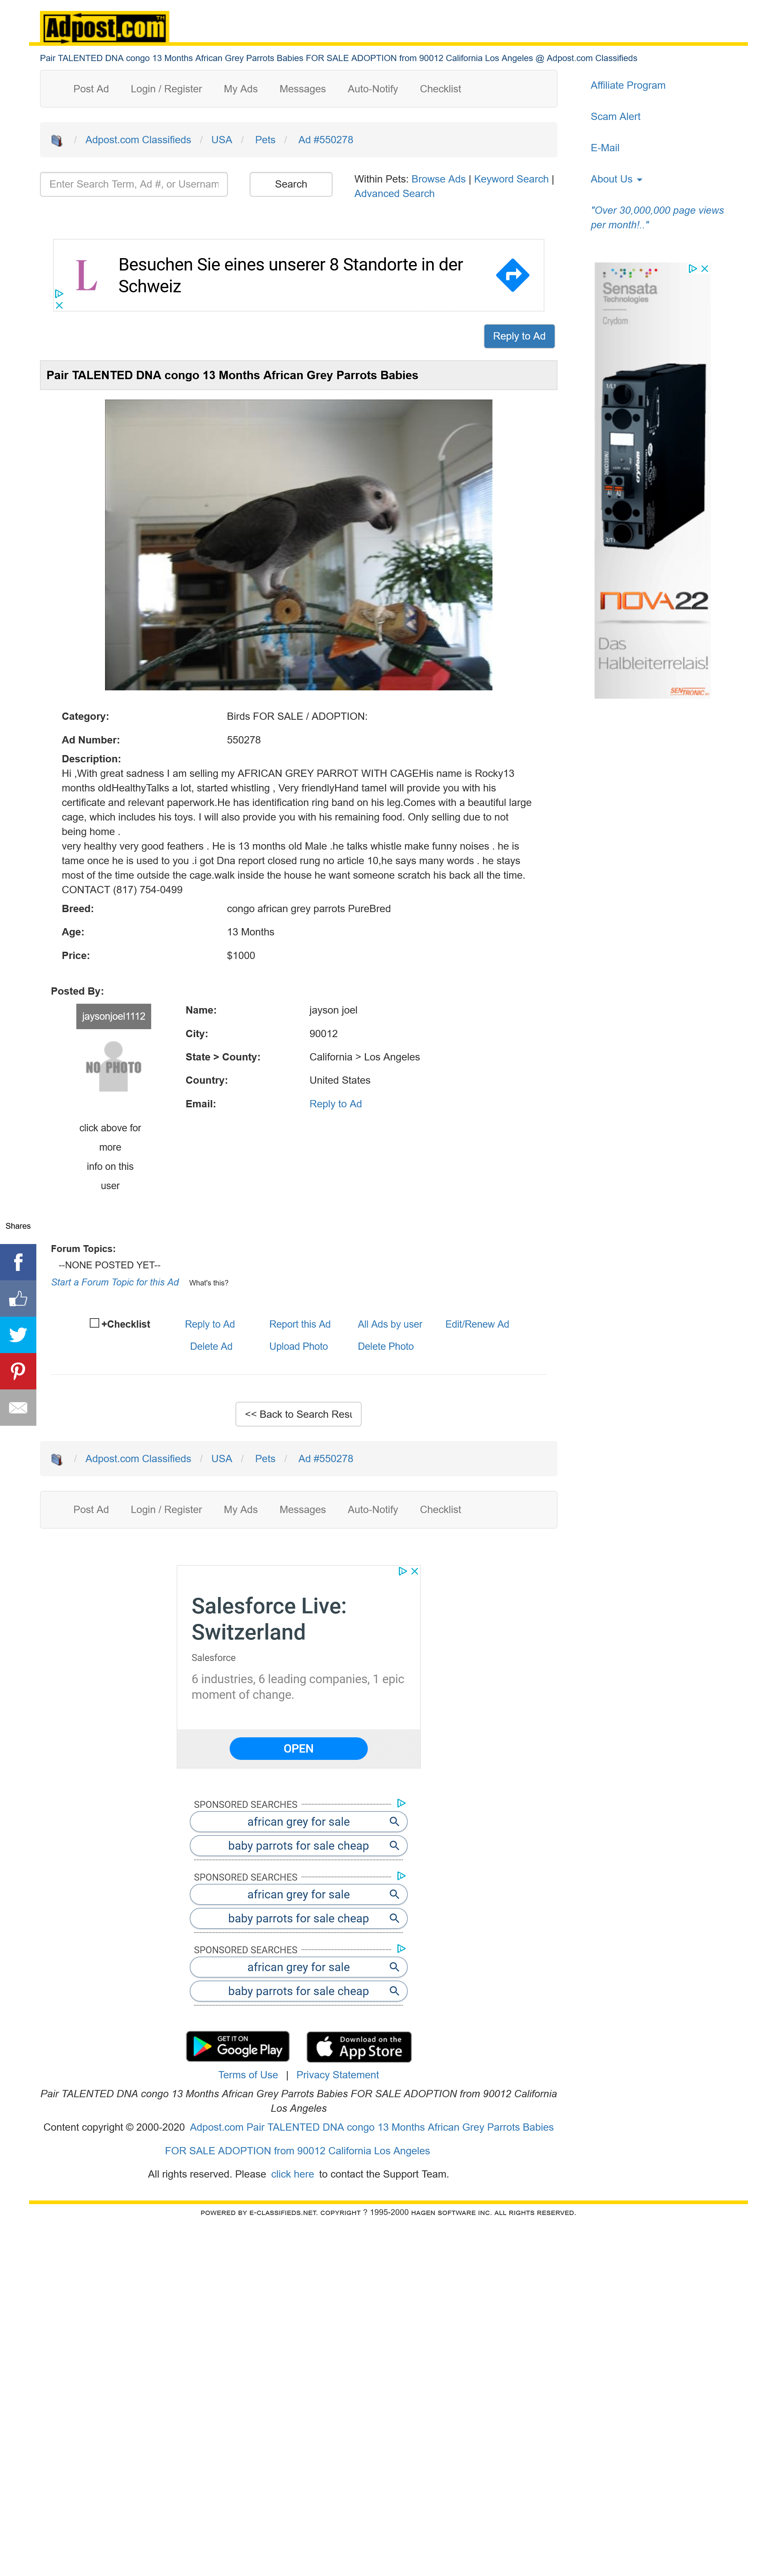 Adpost.com TM
Pair TALENTED DNA congo 13 Months African Grey Parrots Babies FOR SALE ADOPTION from 90012 California Los Angeles @ Adpost.com Classifieds
Post Ad Login / Register My Ads Messages Auto-Notify Checklist
Affiliate Program
Scam Alert
E-Mail
About Us
"Over 30,000,000 page views
per month!.."
/ Adpost.com Classifieds / USA / Pets / Ad #550278
Enter Search Term, Ad #, or Usernam
Search
Within Pets: Browse Ads | Keyword Search |
Advanced Search
L
Besuchen Sie eines unserer 8 Standorte in der
Schweiz
Sensata
Technologies
Crydom
NOVA22
Das
Halbleiterrelais!
SENTRONIC AG
Reply to Ad
Pair TALENTED DNA congo 13 Months African Grey Parrots Babies
Category: Birds FOR SALE / ADOPTION:
Ad Number: 550278
Description:
Hi ,With great sadness I am selling my AFRICAN GREY PARROT WITH CAGEHis name is Rocky13
months oldHealthyTalks a lot, started whistling , Very friendlyHand tameI will provide you with his
certificate and relevant paperwork.He has identification ring band on his leg.Comes with a beautiful large
cage, which includes his toys. I will also provide you with his remaining food. Only selling due to not
being home .
very healthy very good feathers . He is 13 months old Male .he talks whistle make funny noises . he is
tame once he is used to you .i got Dna report closed rung no article 10,he says many words . he stays
most of the time outside the cage.walk inside the house he want someone scratch his back all the time.
CONTACT (817) 754-0499
Breed: congo african grey parrots PureBred
Age: 13 Months
Price: $1000
Posted By:
jaysonjoel1112
NO PHOTO
click above for
more
info on this
user
Name: jayson joel
City: 90012
State > County: California > Los Angeles
Country: United States
Email: Reply to Ad
Shares
Forum Topics:
--NONE POSTED YET--
Start a Forum Topic for this Ad What's this?
+Checklist Reply to Ad Report this Ad All Ads by user Edit/Renew Ad
Delete Ad Upload Photo Delete Photo
<< Back to Search Resu
/ Adpost.com Classifieds / USA / Pets / Ad #550278
Post Ad Login / Register My Ads Messages Auto-Notify Checklist
Salesforce Live:
Switzerland
Salesforce
6 industries, 6 leading companies, 1 epic
moment of change.
OPEN
SPONSORED SEARCHES
african grey for sale
baby parrots for sale cheap
SPONSORED SEARCHES
african grey for sale
baby parrots for sale cheap
SPONSORED SEARCHES
african grey for sale
baby parrots for sale cheap
GET IT ON
Google Play
Download on the
App Store
Terms of Use | Privacy Statement
Pair TALENTED DNA congo 13 Months African Grey Parrots Babies FOR SALE ADOPTION from 90012 California
Los Angeles
Content copyright © 2000-2020 Adpost.com Pair TALENTED DNA congo 13 Months African Grey Parrots Babies
FOR SALE ADOPTION from 90012 California Los Angeles
All rights reserved. Please click here to contact the Support Team.
POWERED BY E-CLASSIFIEDS.NET. COPYRIGHT ? 1995-2000 HAGEN SOFTWARE INC. ALL RIGHTS RESERVED.